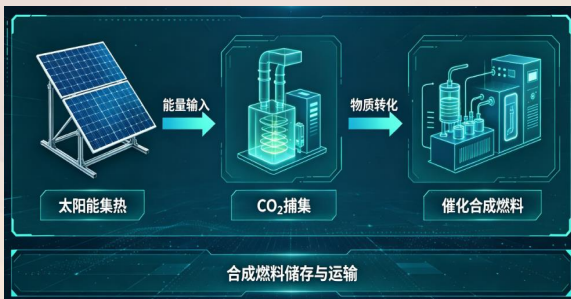 能量输入
物质转化
太阳能集热
CO₂捕集
催化合成燃料
合成燃料储存与运输